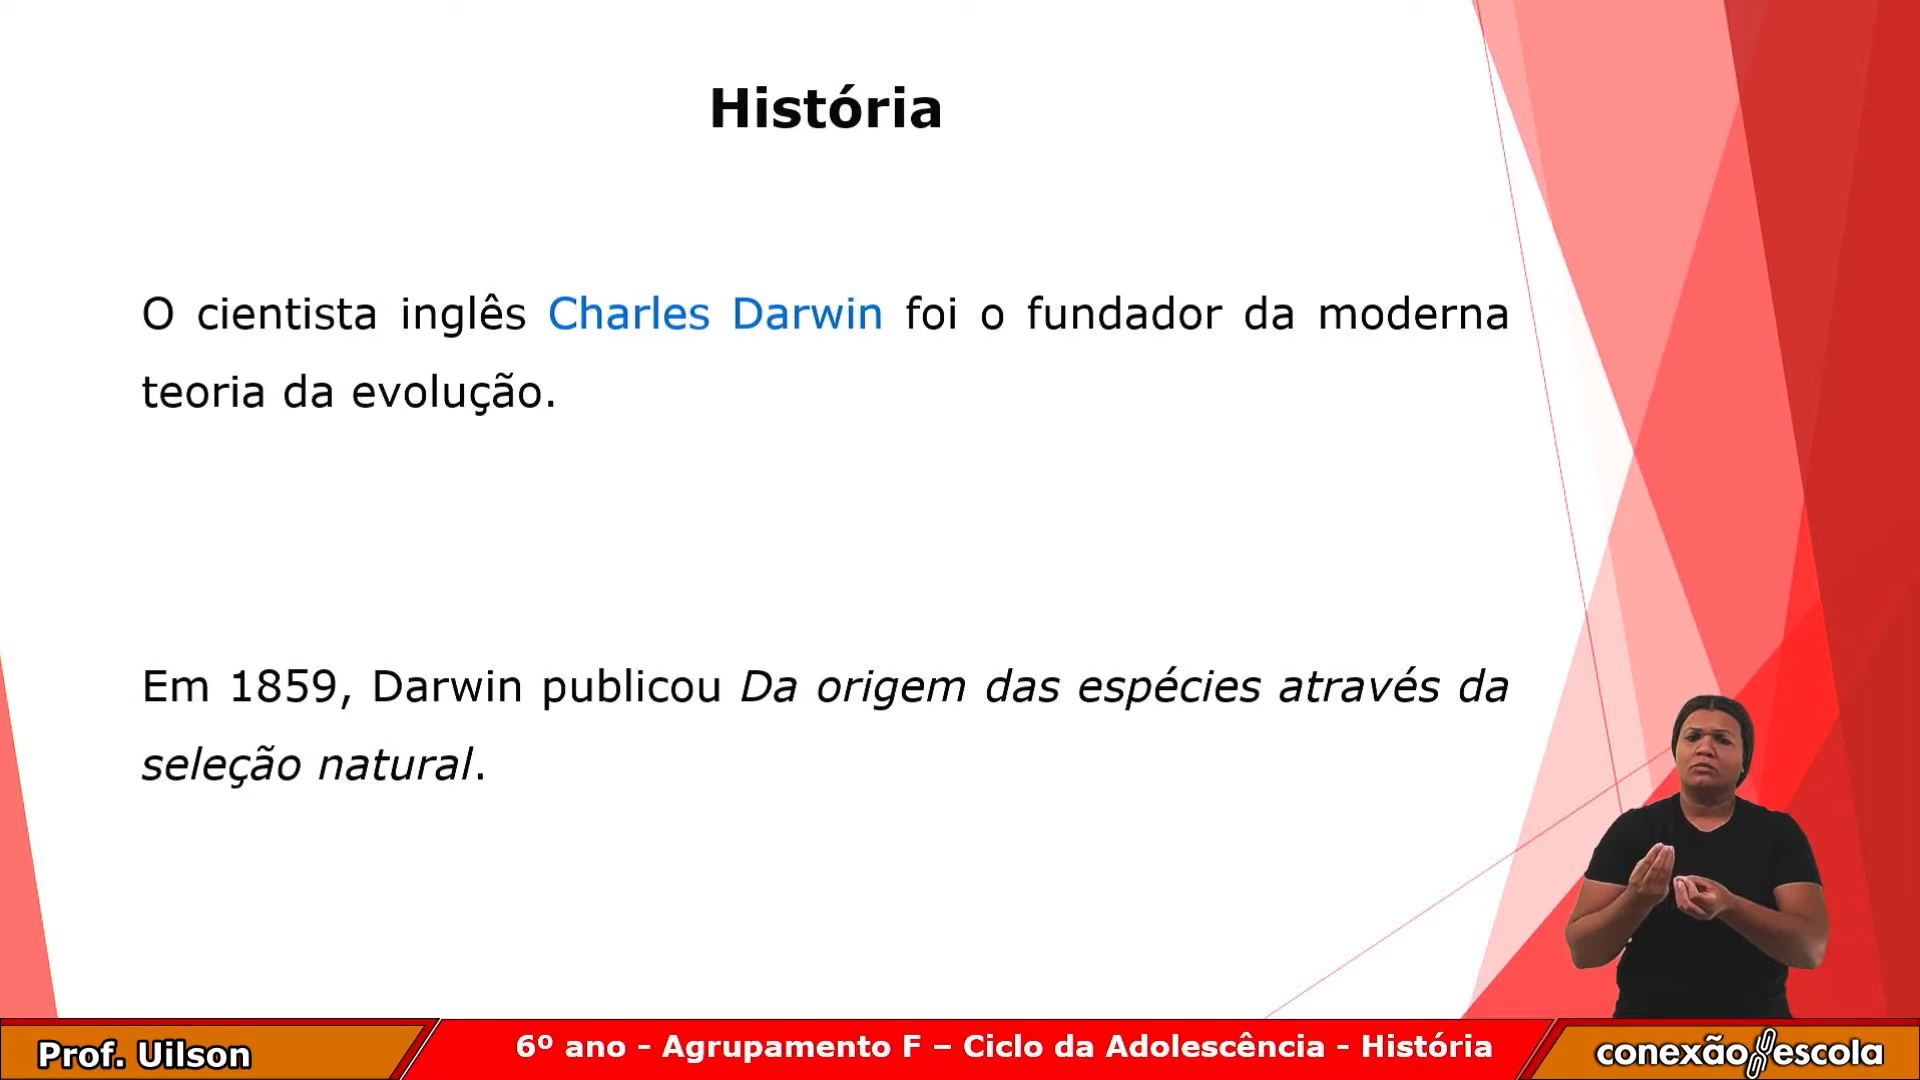 História
O cientista inglês Charles Darwin foi o fundador da moderna
teoria da evolução.
Em 1859, Darwin publicou Da origem das espécies através da
seleção natural.
Prof. Uilson
6º ano - Agrupamento F – Ciclo da Adolescência - História
conexão escola